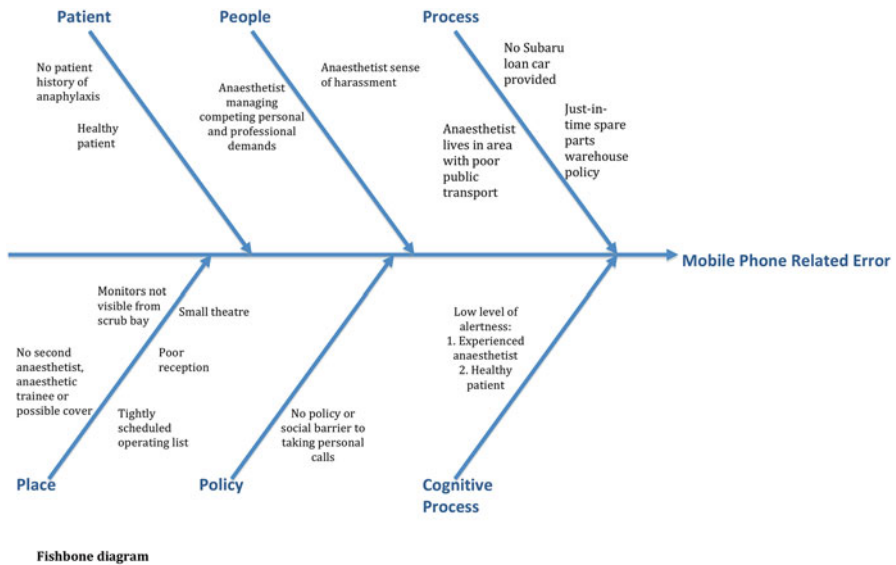 Patient
People
Process
No patient
history of
anaphylaxis
Healthy
patient
Anaesthetist
managing
competing personal
and professional
demands
Anaesthetist sense
of harassment
Anaesthetist
lives in area
with poor
public
transport
No Subaru
loan car
provided
Just-in-
time spare
parts
warehouse
policy
Mobile Phone Related Error
Monitors not
visible from
scrub bay
Small theatre
No second
anaesthetist,
anaesthetic
trainee or
possible cover
Poor
reception
Tightly
scheduled
operating list
No policy or
social barrier to
taking personal
calls
Low level of
alertness:
1. Experienced
anaesthetist
2. Healthy
patient
Place
Policy
Cognitive
Process
Fishbone diagram